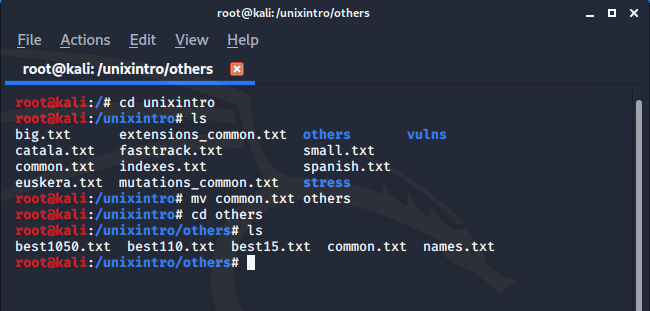 root@kali:/unixintro/others
File Actions Edit View Help
root@kali: /unixintro/others
root@kali:/# cd unixintro
root@kali:/unixintro# ls
big.txt extensions_common.txt others vulns
catala.txt fasttrack.txt small.txt
common.txt indexes.txt spanish.txt
euskera.txt mutations_common.txt stress
root@kali:/unixintro# mv common.txt others
root@kali:/unixintro# cd others
root@kali:/unixintro/others# ls
best1050.txt best110.txt best15.txt common.txt names.txt
root@kali:/unixintro/others#